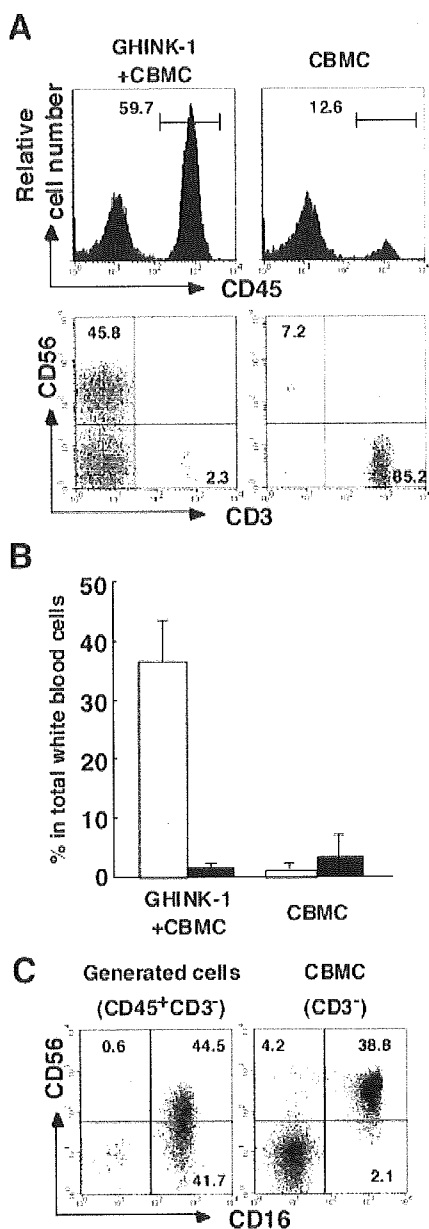 A
GHINK-1
+CBMC
CBMC
59.7
12.6
Relative
cell number
CD45
45.8
7.2
CD56
2.3
85.2
CD3
B
50
40
30
20
10
0
% in total white blood cells
GHINK-1
+CBMC
CBMC
C
Generated cells
(CD45⁺CD3⁻)
CBMC
(CD3⁻)
0.6
44.5
4.2
38.8
CD56
41.7
2.1
CD16